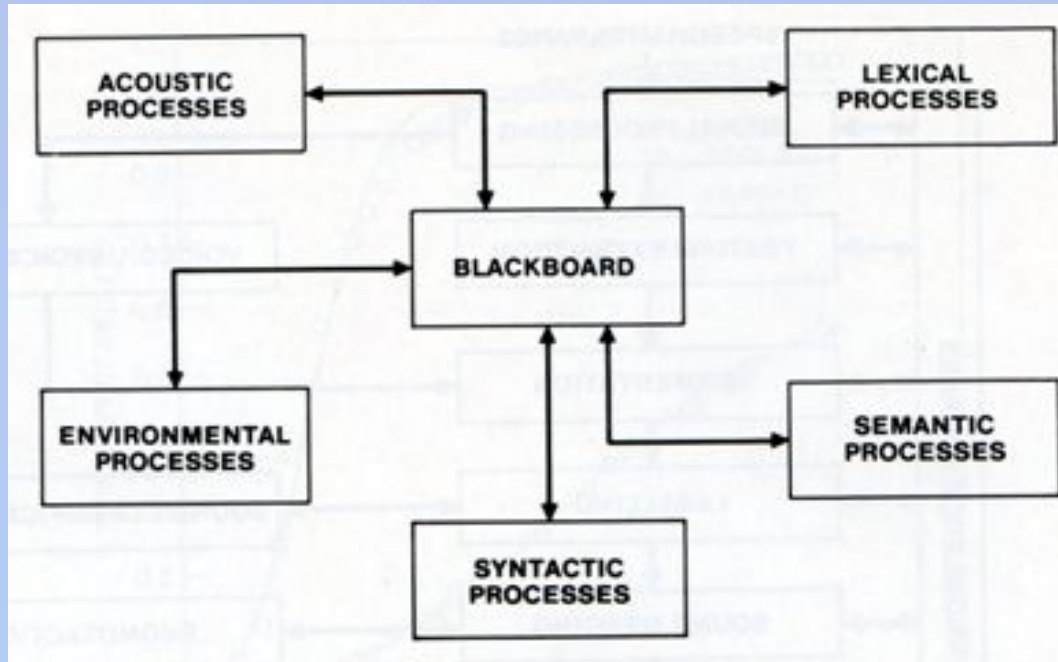 ACOUSTIC
PROCESSES
LEXICAL
PROCESSES
BLACKBOARD
ENVIRONMENTAL
PROCESSES
SEMANTIC
PROCESSES
SYNTACTIC
PROCESSES